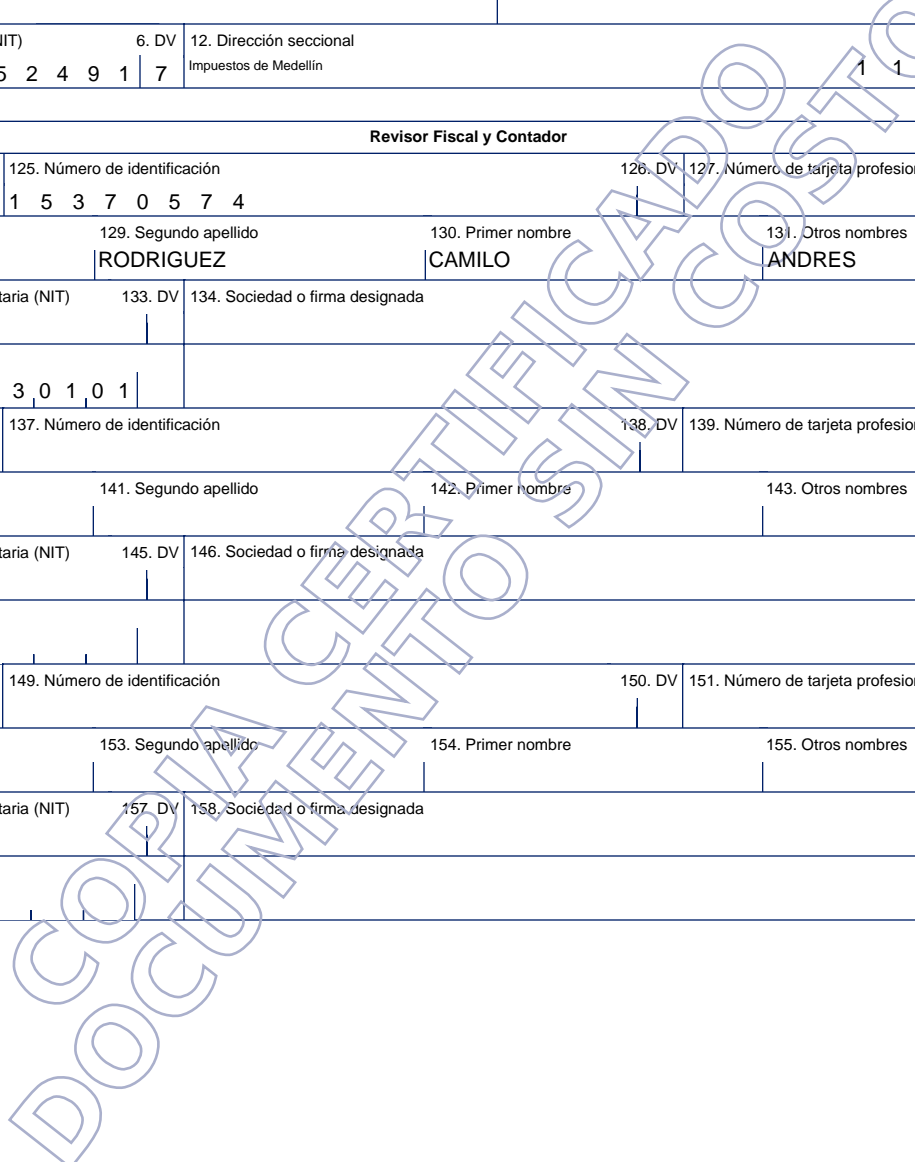 NIT) 6. DV 12. Dirección seccional
5 2 4 9 1 7 Impuestos de Medellín 1 1
Revisor Fiscal y Contador
125. Número de identificación 126. DV 127. Número de tarjeta profesion
1 5 3 7 0 5 7 4
129. Segundo apellido 130. Primer nombre 131. Otros nombres
RODRIGUEZ CAMILO ANDRES
taria (NIT) 133. DV 134. Sociedad o firma designada
3 0 1 0 1
137. Número de identificación 138. DV 139. Número de tarjeta profesion
141. Segundo apellido 142. Primer nombre 143. Otros nombres
taria (NIT) 145. DV 146. Sociedad o firma designada
149. Número de identificación 150. DV 151. Número de tarjeta profesion
153. Segundo apellido 154. Primer nombre 155. Otros nombres
taria (NIT) 157. DV 158. Sociedad o firma designada
COPIA CERTIFICADO
DOCUMENTO SIN COSTO